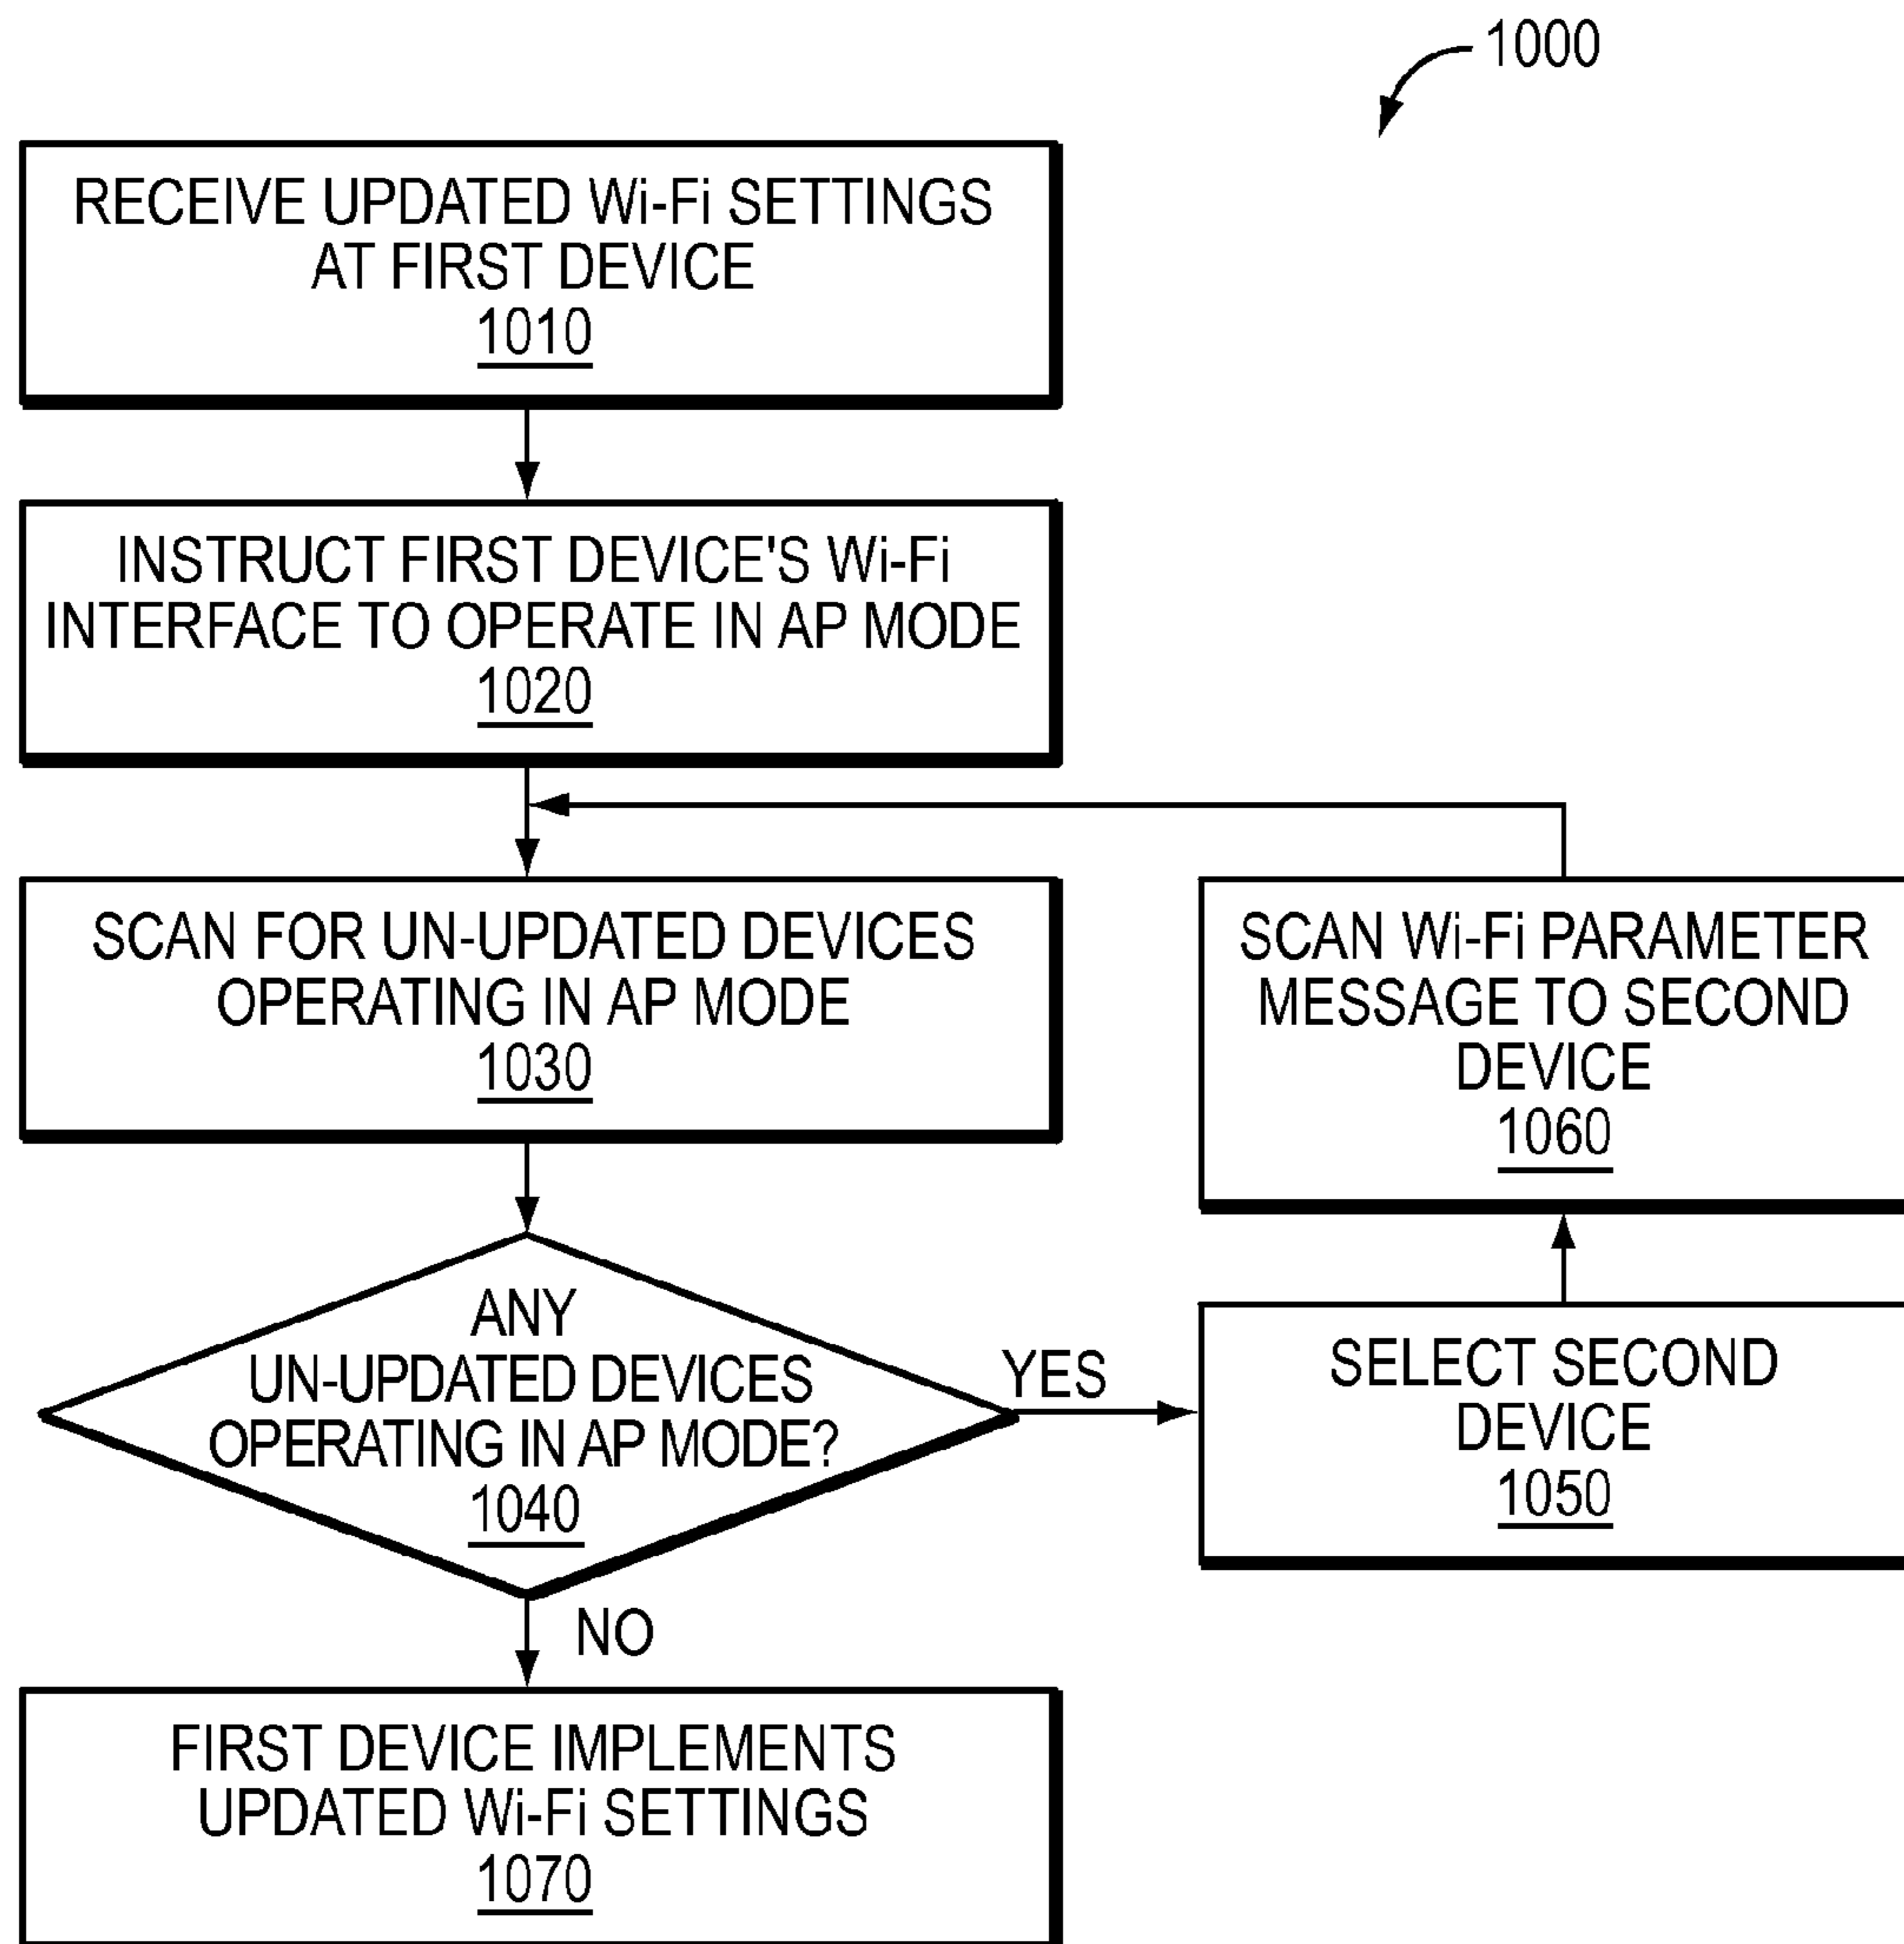 1000
RECEIVE UPDATED Wi-Fi SETTINGS
AT FIRST DEVICE
1010
INSTRUCT FIRST DEVICE'S Wi-Fi
INTERFACE TO OPERATE IN AP MODE
1020
SCAN FOR UN-UPDATED DEVICES
OPERATING IN AP MODE
1030
ANY
UN-UPDATED DEVICES
OPERATING IN AP MODE?
1040
YES
SELECT SECOND
DEVICE
1050
SCAN Wi-Fi PARAMETER
MESSAGE TO SECOND
DEVICE
1060
NO
FIRST DEVICE IMPLEMENTS
UPDATED Wi-Fi SETTINGS
1070